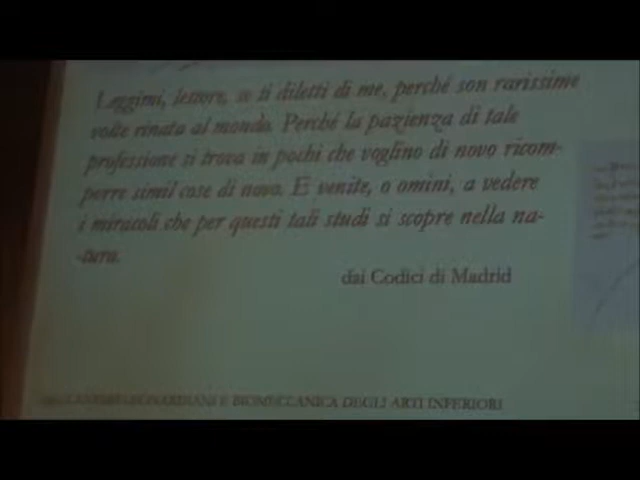 Leggimi, lettore, se ti diletti di me, perché son rarissime
volte rinata al mondo. Perché la pazienza di tale
professione si trova in pochi che voglino di novo ricom-
porre simil cose di novo. E venite, o omini, a vedere
i miracoli che per questi tali studi si scopre nella na-
-tura.
dai Codici di Madrid
LEONARDIANI E BIOMECCANICA DEGLI ARTI INFERIORI